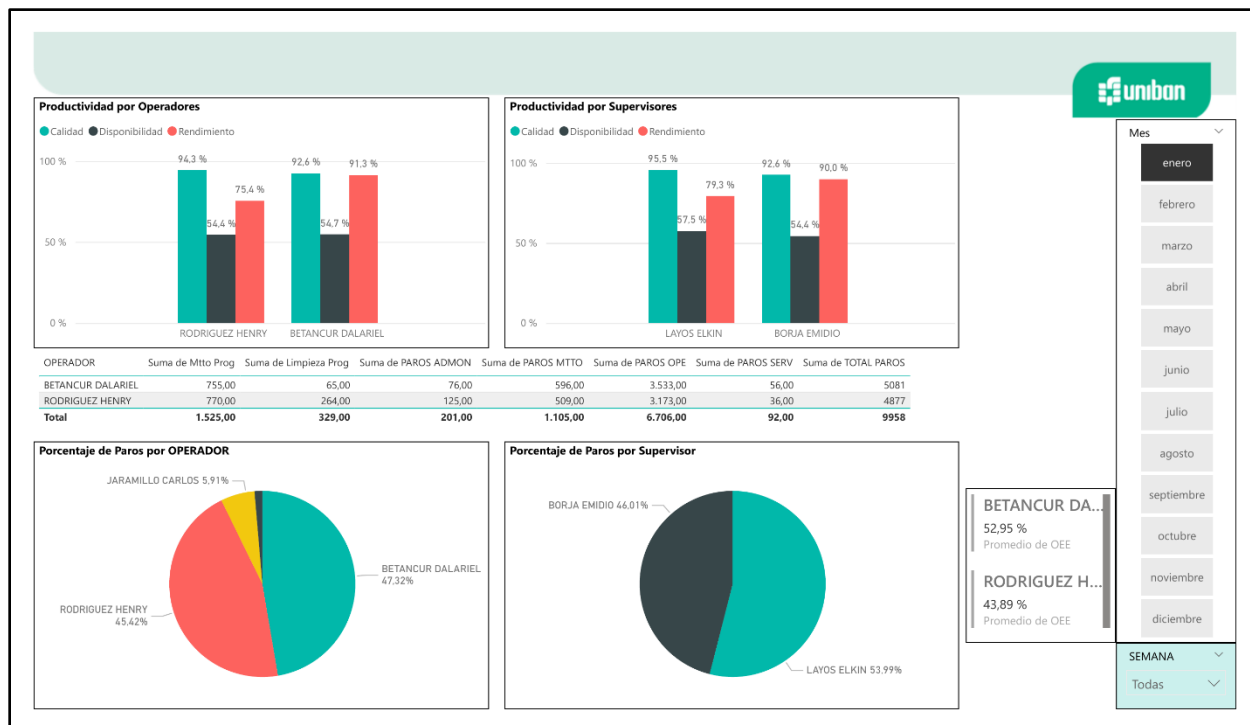 uniban
Productividad por Operadores
Calidad Disponibilidad Rendimiento
100 %
50 %
0 %
94,3 %
54,4 %
75,4 %
92,6 %
54,7 %
91,3 %
RODRIGUEZ HENRY
BETANCUR DALARIEL
Productividad por Supervisores
Calidad Disponibilidad Rendimiento
100 %
50 %
0 %
95,5 %
57,5 %
79,3 %
92,6 %
54,4 %
90,0 %
LAYOS ELKIN
BORJA EMIDIO
OPERADOR Suma de Mtto Prog Suma de Limpieza Prog Suma de PAROS ADMON Suma de PAROS MTTO Suma de PAROS OPE Suma de PAROS SERV Suma de TOTAL PAROS
BETANCUR DALARIEL 755,00 65,00 76,00 596,00 3.533,00 56,00 5081
RODRIGUEZ HENRY 770,00 264,00 125,00 509,00 3.173,00 36,00 4877
Total 1.525,00 329,00 201,00 1.105,00 6.706,00 92,00 9958
Porcentaje de Paros por OPERADOR
JARAMILLO CARLOS 5,91%
BETANCUR DALARIEL
47,32%
RODRIGUEZ HENRY
45,42%
Porcentaje de Paros por Supervisor
BORJA EMIDIO 46,01%
LAYOS ELKIN 53,99%
BETANCUR DA...
52,95 %
Promedio de OEE
RODRIGUEZ H...
43,89 %
Promedio de OEE
Mes
enero
febrero
marzo
abril
mayo
junio
julio
agosto
septiembre
octubre
noviembre
diciembre
SEMANA
Todas